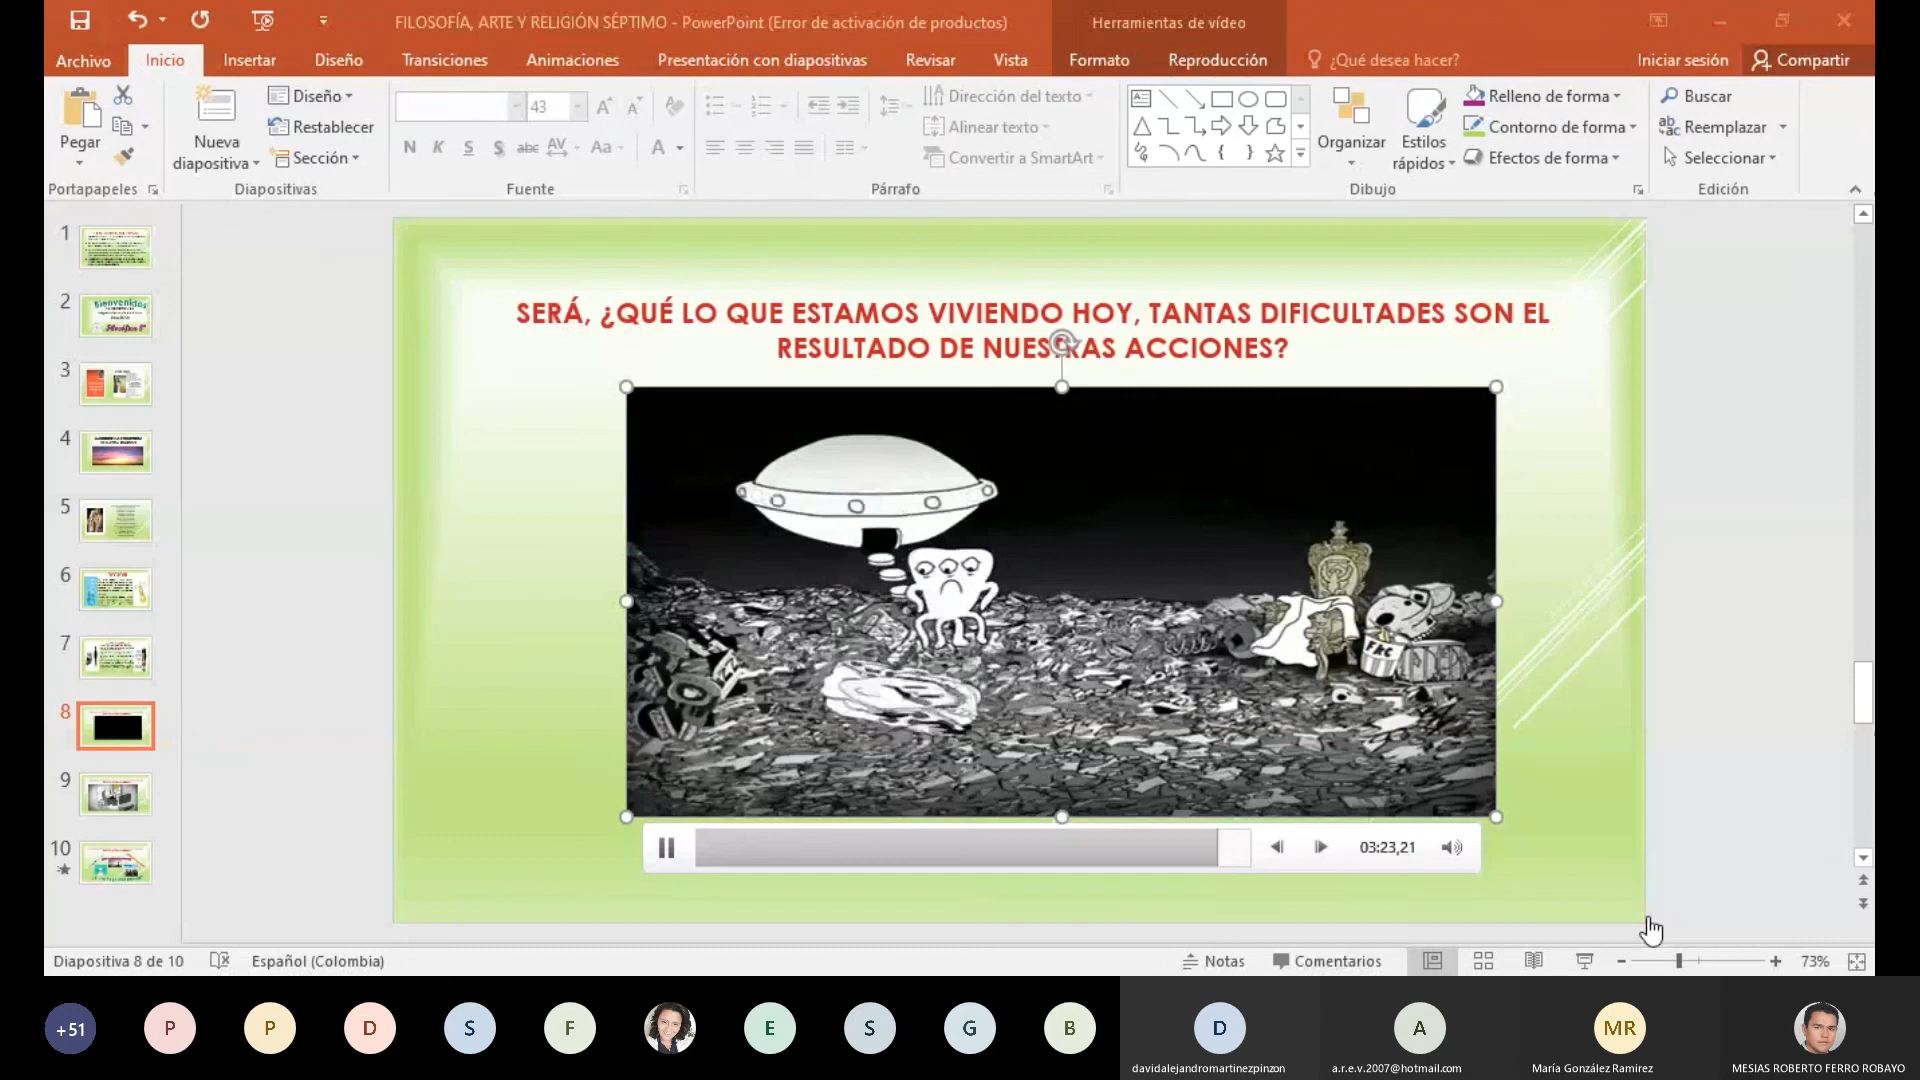 FILOSOFÍA, ARTE Y RELIGIÓN SÉPTIMO - PowerPoint (Error de activación de productos)
Herramientas de vídeo
Archivo Inicio Insertar Diseño Transiciones Animaciones Presentación con diapositivas Revisar Vista Formato Reproducción ¿Qué desea hacer? Iniciar sesión Compartir
Pegar
Nueva diapositiva
Diseño
Restablecer
Sección
43
N K S S abc AV Aa A
Dirección del texto
Alinear texto
Convertir a SmartArt
Organizar
Estilos rápidos
Relleno de forma
Contorno de forma
Efectos de forma
Buscar
Reemplazar
Seleccionar
Portapapeles Diapositivas Fuente Párrafo Dibujo Edición
1
2
Bienvenidos
3
4
5
6
7
8
9
10
SERÁ, ¿QUÉ LO QUE ESTAMOS VIVIENDO HOY, TANTAS DIFICULTADES SON EL
RESULTADO DE NUESTRAS ACCIONES?
03:23,21
Diapositiva 8 de 10 Español (Colombia) Notas Comentarios 73%
+51 P P D S F E S G B D A MR
davidalejandromartinezpinzon a.r.e.v.2007@hotmail.com María González Ramirez MESIAS ROBERTO FERRO ROBAYO